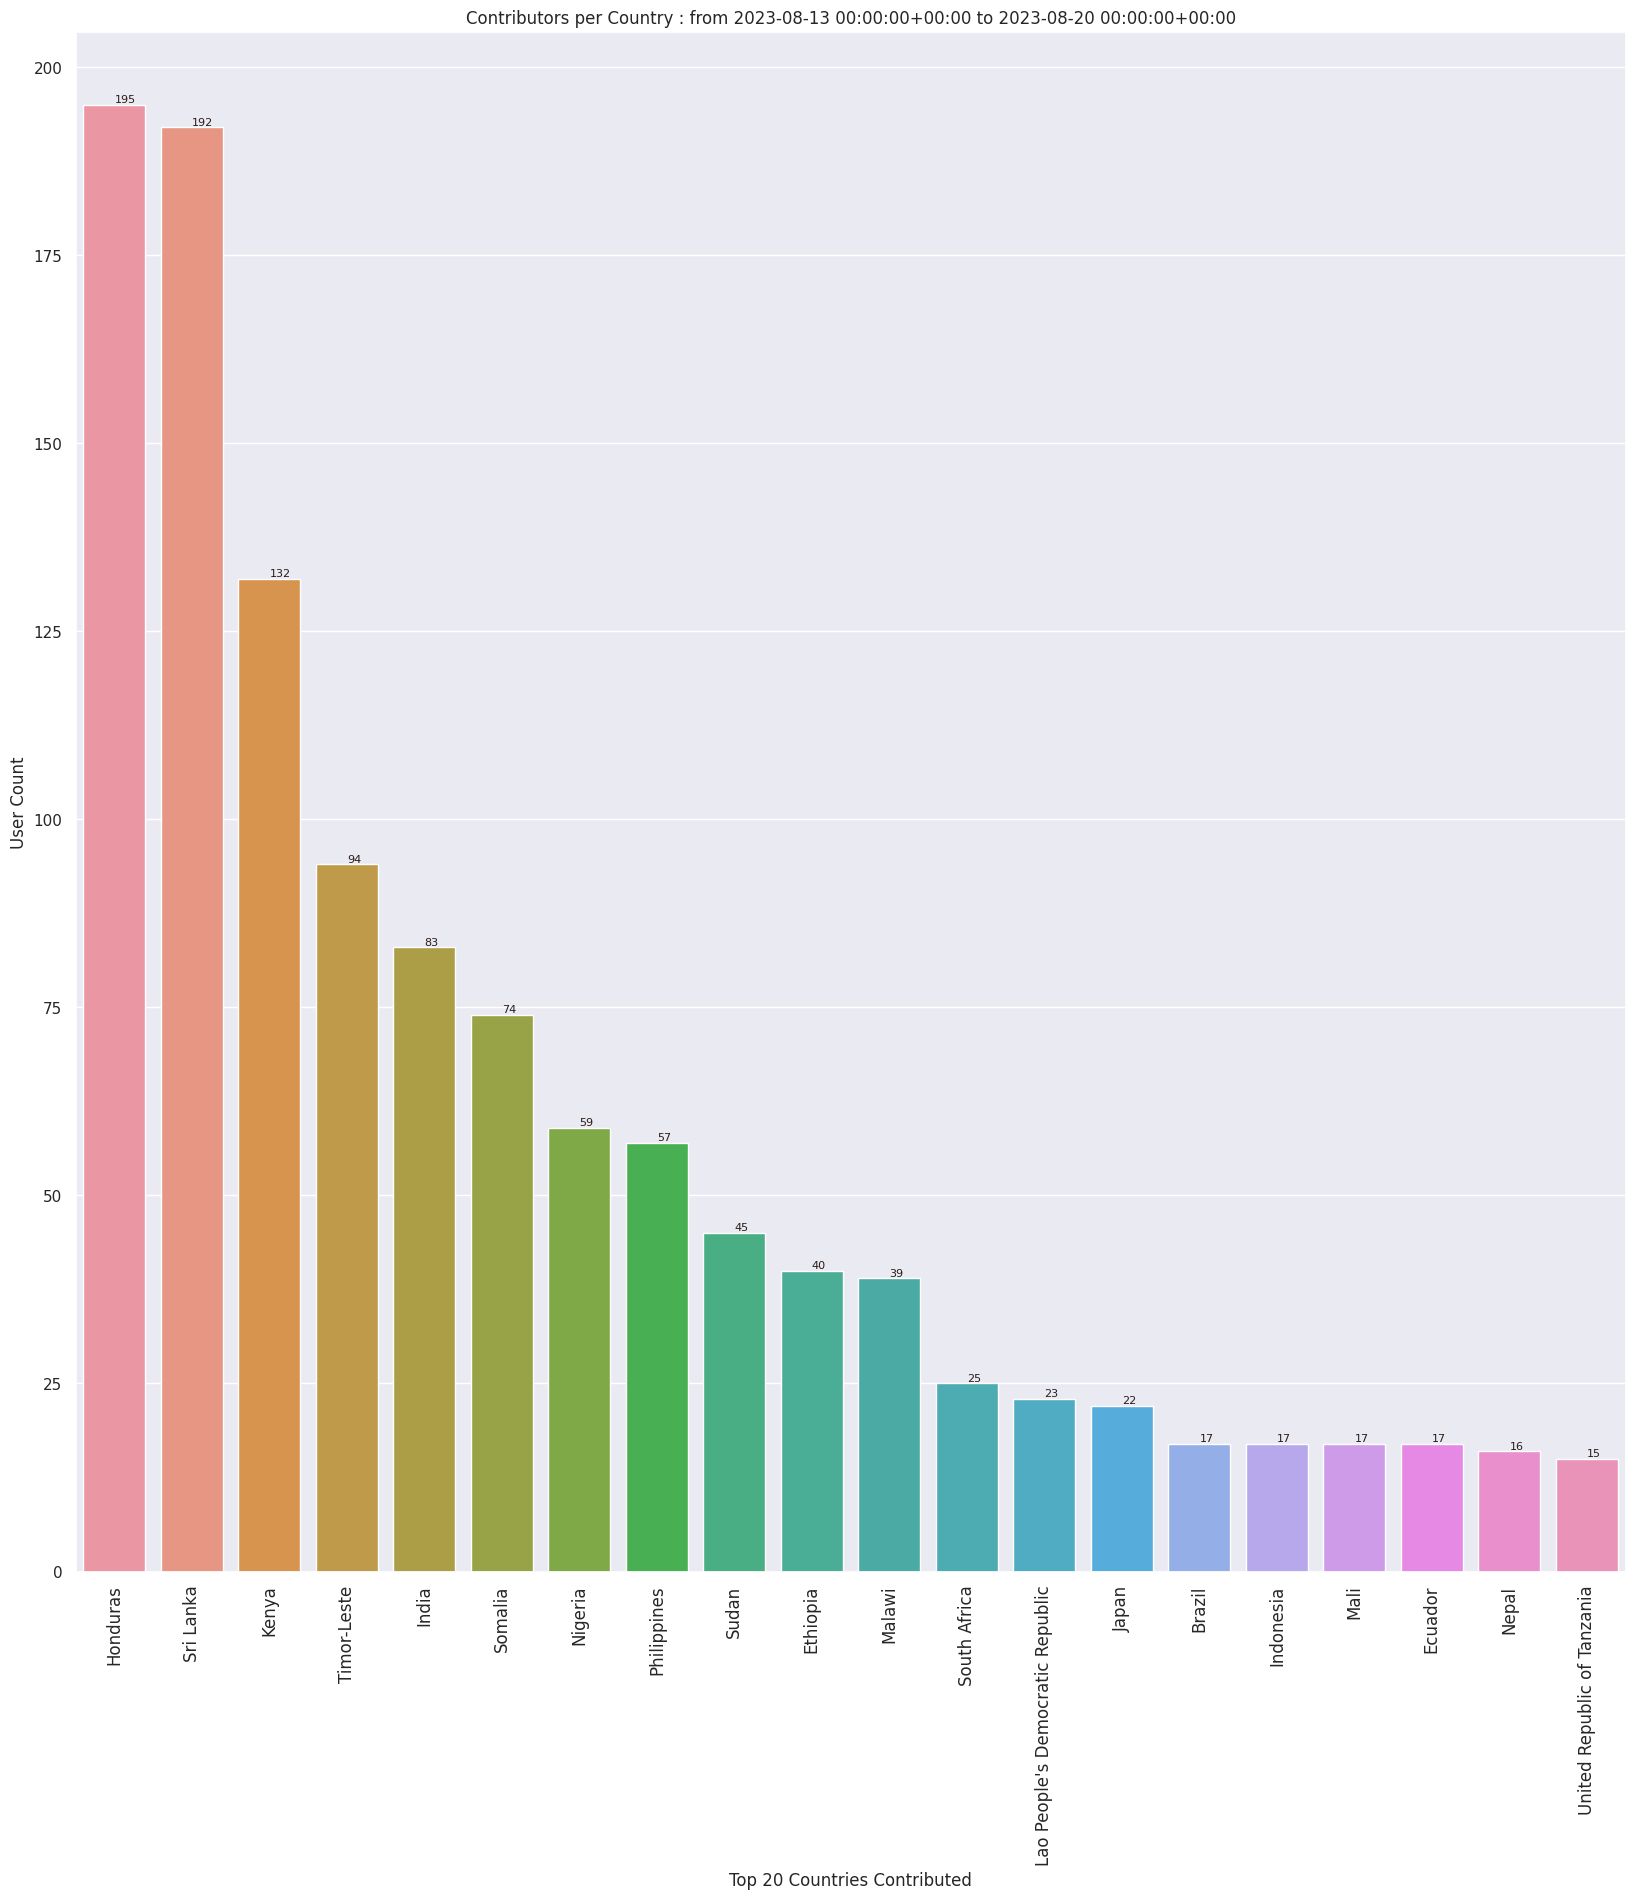 Contributors per Country : from 2023-08-13 00:00:00+00:00 to 2023-08-20 00:00:00+00:00
User Count
200
175
150
125
100
75
50
25
0
195
192
132
94
83
74
59
57
45
40
39
25
23
22
17
17
17
17
16
15
Honduras
Sri Lanka
Kenya
Timor-Leste
India
Somalia
Nigeria
Philippines
Sudan
Ethiopia
Malawi
South Africa
Lao People's Democratic Republic
Japan
Brazil
Indonesia
Mali
Ecuador
Nepal
United Republic of Tanzania
Top 20 Countries Contributed